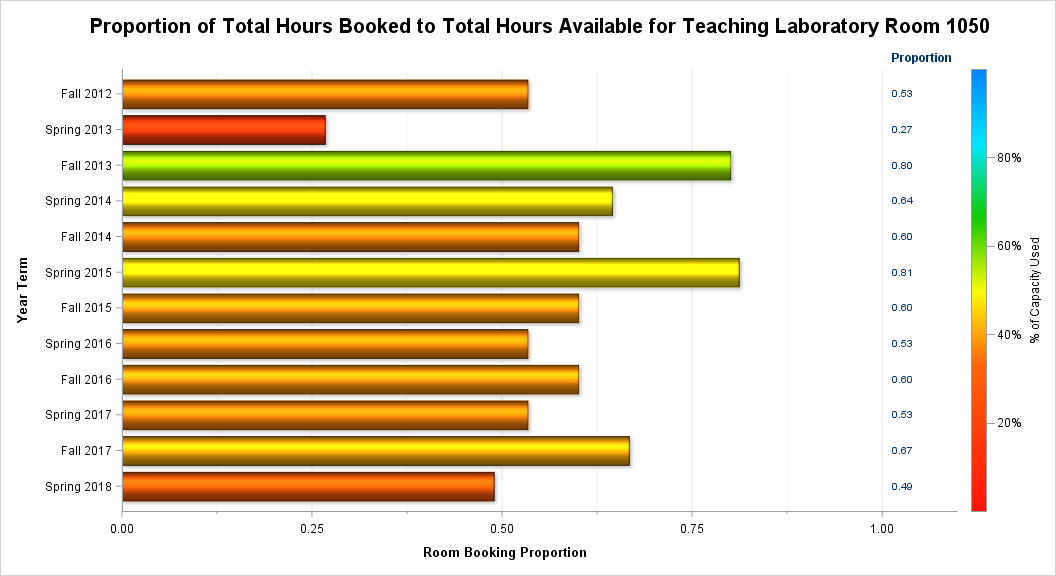 Proportion of Total Hours Booked to Total Hours Available for Teaching Laboratory Room 1050
Proportion
Fall 2012 0.53
Spring 2013 0.27
Fall 2013 0.80
Spring 2014 0.64
Fall 2014 0.60
Spring 2015 0.81
Fall 2015 0.60
Spring 2016 0.53
Fall 2016 0.60
Spring 2017 0.53
Fall 2017 0.67
Spring 2018 0.49
Year Term
80%
60%
40%
20%
% of Capacity Used
0.00 0.25 0.50 0.75 1.00
Room Booking Proportion